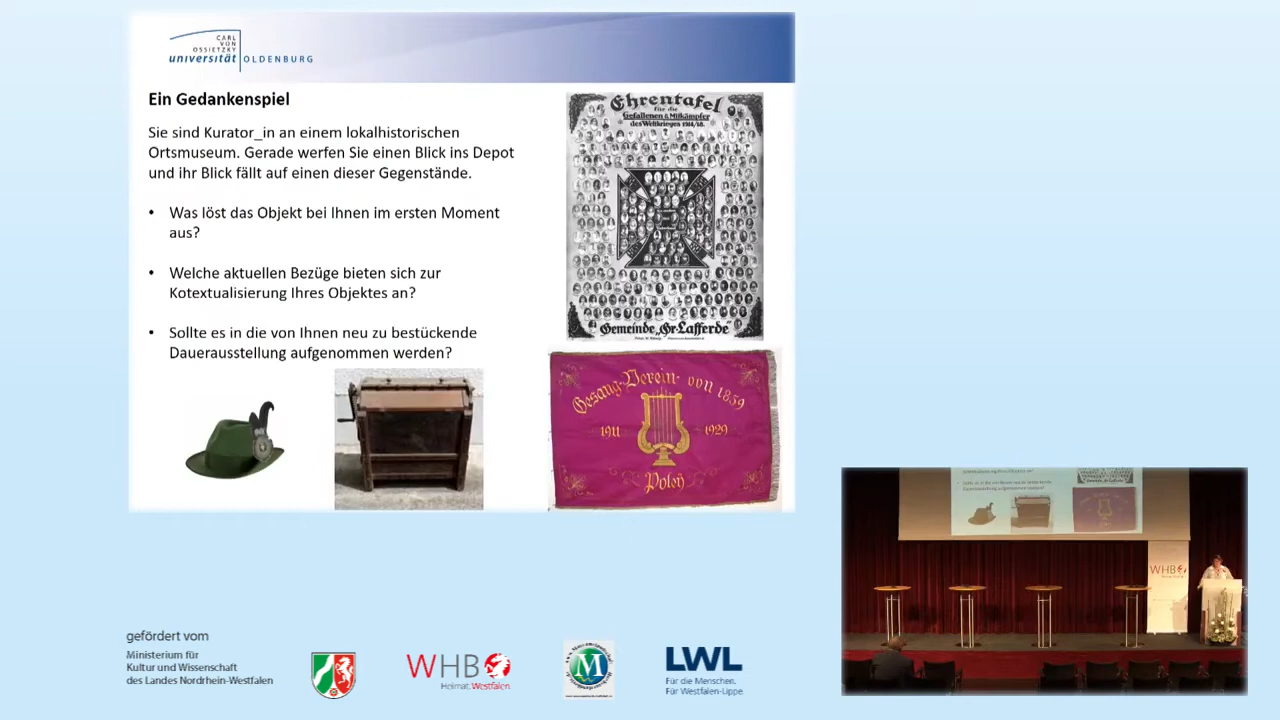 CARL
VON
OSSIETZKY
universität OLDENBURG
Ein Gedankenspiel
Sie sind Kurator_in an einem lokalhistorischen
Ortsmuseum. Gerade werfen Sie einen Blick ins Depot
und ihr Blick fällt auf einen dieser Gegenstände.
• Was löst das Objekt bei Ihnen im ersten Moment
aus?
• Welche aktuellen Bezüge bieten sich zur
Kotextualisierung Ihres Objektes an?
• Sollte es in die von Ihnen neu zu bestückende
Dauerausstellung aufgenommen werden?
Ehrentafel
für die
Gefallenen & Mitkämpfer
des Weltkrieges 1914/18.
Gemeinde „Gr-Lafferde"
Gesang-Verein von 1859
1911 1929
Polen
WHB
gefördert vom
Ministerium für
Kultur und Wissenschaft
des Landes Nordrhein-Westfalen
WHB
Heimat. Westfalen.
M
LWL
Für die Menschen.
Für Westfalen-Lippe.